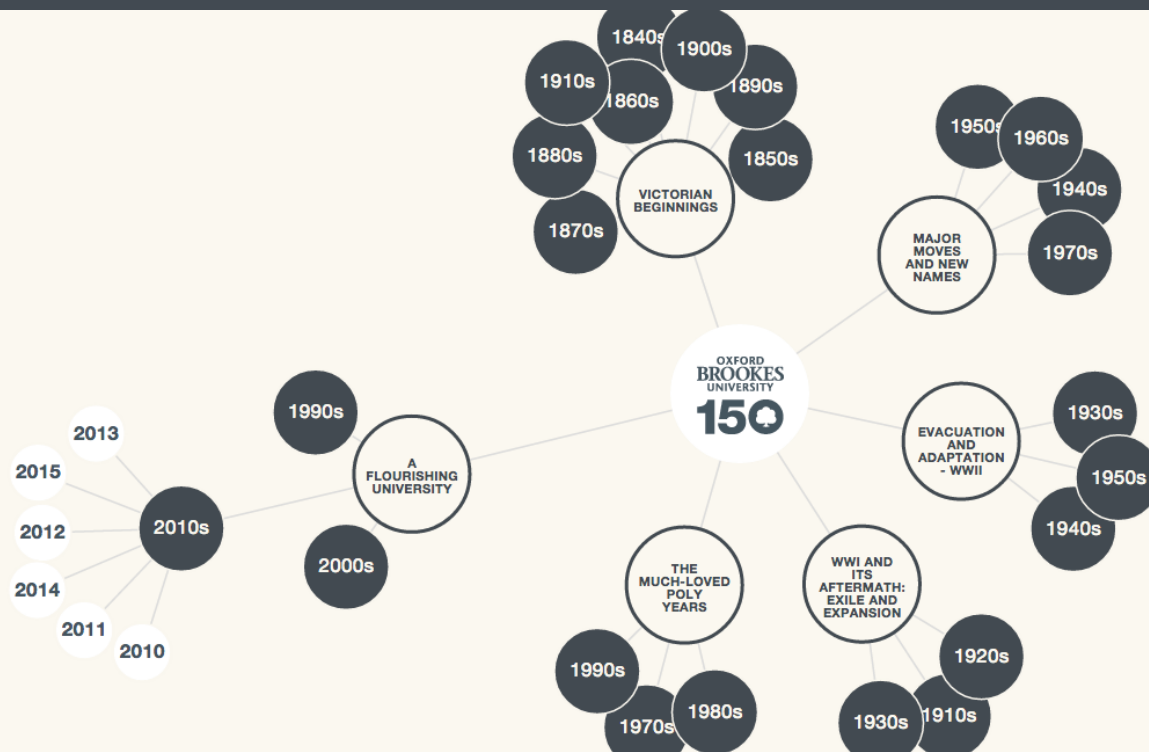 1840s
1900s
1910s
1860s
1890s
1880s
1850s
1870s
VICTORIAN
BEGINNINGS
1950s
1960s
1940s
1970s
MAJOR
MOVES
AND NEW
NAMES
OXFORD
BROOKES
UNIVERSITY
150
1930s
1950s
1940s
EVACUATION
AND
ADAPTATION
- WWII
1990s
2000s
2010s
A
FLOURISHING
UNIVERSITY
2013
2015
2012
2014
2011
2010
THE
MUCH-LOVED
POLY
YEARS
1990s
1970s
1980s
WWI AND
ITS
AFTERMATH:
EXILE AND
EXPANSION
1920s
1910s
1930s